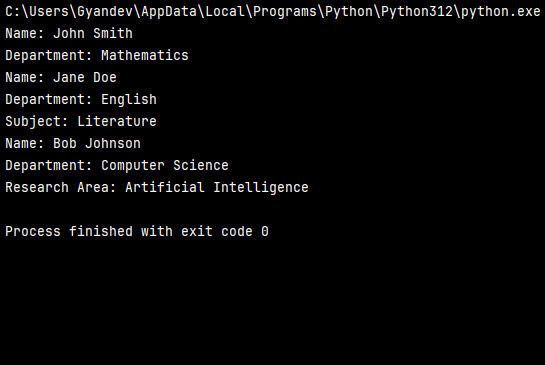 C:\Users\Gyandev\AppData\Local\Programs\Python\Python312\python.exe
Name: John Smith
Department: Mathematics
Name: Jane Doe
Department: English
Subject: Literature
Name: Bob Johnson
Department: Computer Science
Research Area: Artificial Intelligence
Process finished with exit code 0